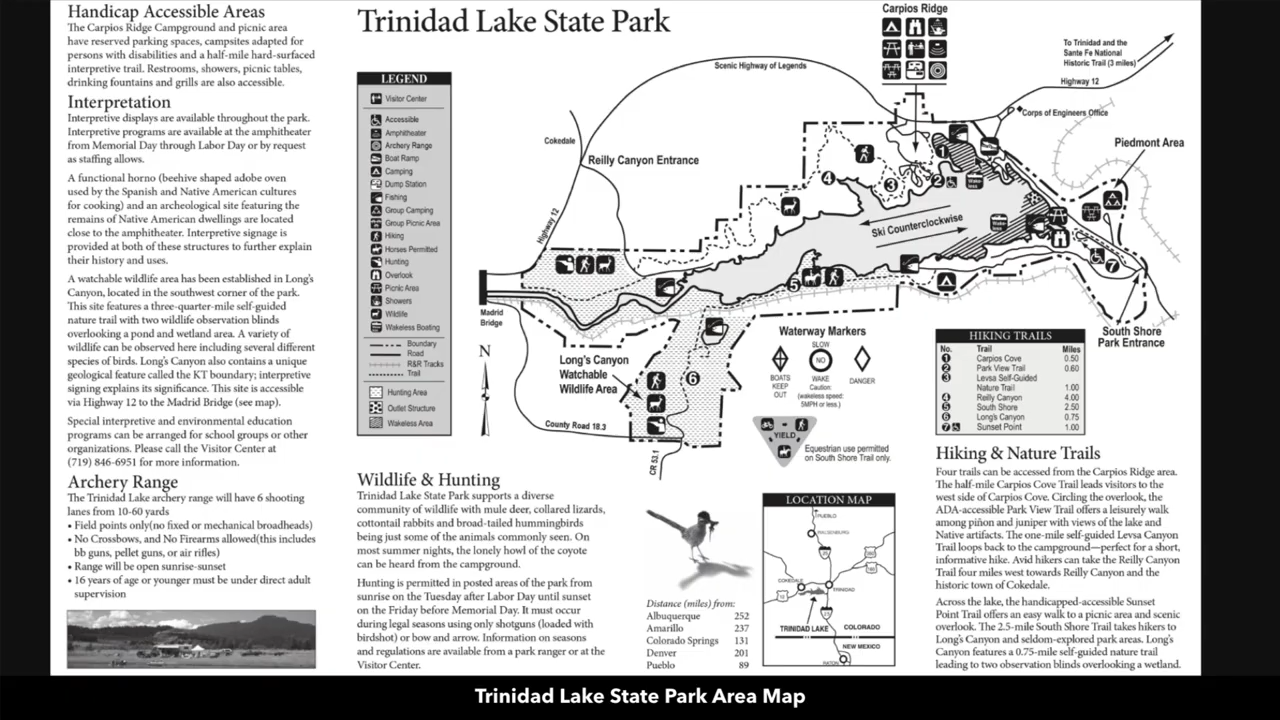 Handicap Accessible Areas
The Carpios Ridge Campground and picnic area
have reserved parking spaces, campsites adapted for
persons with disabilities and a half-mile hard-surfaced
interpretive trail. Restrooms, showers, picnic tables,
drinking fountains and grills are also accessible.
Interpretation
Interpretive displays are available throughout the park.
Interpretive programs are available at the amphitheater
from Memorial Day through Labor Day or by request
as staffing allows.
A functional horno (beehive shaped adobe oven
used by the Spanish and Native American cultures
for cooking) and an archeological site featuring the
remains of Native American dwellings are located
close to the amphitheater. Interpretive signage is
provided at both of these structures to further explain
their history and uses.
A watchable wildlife area has been established in Long's
Canyon, located in the southwest corner of the park.
This site features a three-quarter-mile self-guided
nature trail with two wildlife observation blinds
overlooking a pond and wetland area. A variety of
wildlife can be observed here including several different
species of birds. Long's Canyon also contains a unique
geological feature called the KT boundary; interpretive
signing explains its significance. This site is accessible
via Highway 12 to the Madrid Bridge (see map).
Special interpretive and environmental education
programs can be arranged for school groups or other
organizations. Please call the Visitor Center at
(719) 846-6951 for more information.
Archery Range
The Trinidad Lake archery range will have 6 shooting
lanes from 10-60 yards
• Field points only(no fixed or mechanical broadheads)
• No Crossbows, and No Firearms allowed(this includes
bb guns, pellet guns, or air rifles)
• Range will be open sunrise-sunset
• 16 years of age or younger must be under direct adult
supervision
Trinidad Lake State Park
LEGEND
Visitor Center
Accessible
Amphitheater
Archery Range
Boat Ramp
Camping
Dump Station
Fishing
Group Camping
Group Picnic Area
Hiking
Horses Permitted
Hunting
Overlook
Picnic Area
Showers
Wildlife
Wakeless Boating
Boundary
Road
R&R Tracks
Trail
Hunting Area
Outlet Structure
Wakeless Area
Carpios Ridge
Scenic Highway of Legends
To Trinidad and the
Santa Fe National
Historic Trail (3 miles)
Highway 12
Corps of Engineers Office
Piedmont Area
Cokedale
Reilly Canyon Entrance
Highway 12
Ski Counterclockwise
1
2
3
4
5
6
7
Madrid
Bridge
South Shore
Park Entrance
Long's Canyon
Watchable
Wildlife Area
N
S
County Road 18.3
CR 53.1
Waterway Markers
SLOW
NO
BOATS
KEEP
OUT
WAKE
Caution:
(wakeless speed:
5MPH or less.)
DANGER
YIELD
Equestrian use permitted
on South Shore Trail only.
HIKING TRAILS
No. Trail Miles
1 Carpios Cove 0.50
2 Park View Trail 0.60
3 Levsa Self-Guided
Nature Trail 1.00
4 Reilly Canyon 4.00
5 South Shore 2.50
6 Long's Canyon 0.75
7 Sunset Point 1.00
Wildlife & Hunting
Trinidad Lake State Park supports a diverse
community of wildlife with mule deer, collared lizards,
cottontail rabbits and broad-tailed hummingbirds
being just some of the animals commonly seen. On
most summer nights, the lonely howl of the coyote
can be heard from the campground.
Hunting is permitted in posted areas of the park from
sunrise on the Tuesday after Labor Day until sunset
on the Friday before Memorial Day. It must occur
during legal seasons using only shotguns (loaded with
birdshot) or bow and arrow. Information on seasons
and regulations are available from a park ranger or at the
Visitor Center.
Distance (miles) from:
Albuquerque 252
Amarillo 237
Colorado Springs 131
Denver 201
Pueblo 89
LOCATION MAP
PUEBLO
WALSENBURG
COKEDALE
TRINIDAD
TRINIDAD LAKE
COLORADO
NEW MEXICO
RATON
Hiking & Nature Trails
Four trails can be accessed from the Carpios Ridge area.
The half-mile Carpios Cove Trail leads visitors to the
west side of Carpios Cove. Circling the overlook, the
ADA-accessible Park View Trail offers a leisurely walk
among piñon and juniper with views of the lake and
Native artifacts. The one-mile self-guided Levsa Canyon
Trail loops back to the campground—perfect for a short,
informative hike. Avid hikers can take the Reilly Canyon
Trail four miles west towards Reilly Canyon and the
historic town of Cokedale.
Across the lake, the handicapped-accessible Sunset
Point Trail offers an easy walk to a picnic area and scenic
overlook. The 2.5-mile South Shore Trail takes hikers to
Long's Canyon and seldom-explored park areas. Long's
Canyon features a 0.75-mile self-guided nature trail
leading to two observation blinds overlooking a wetland.
Trinidad Lake State Park Area Map